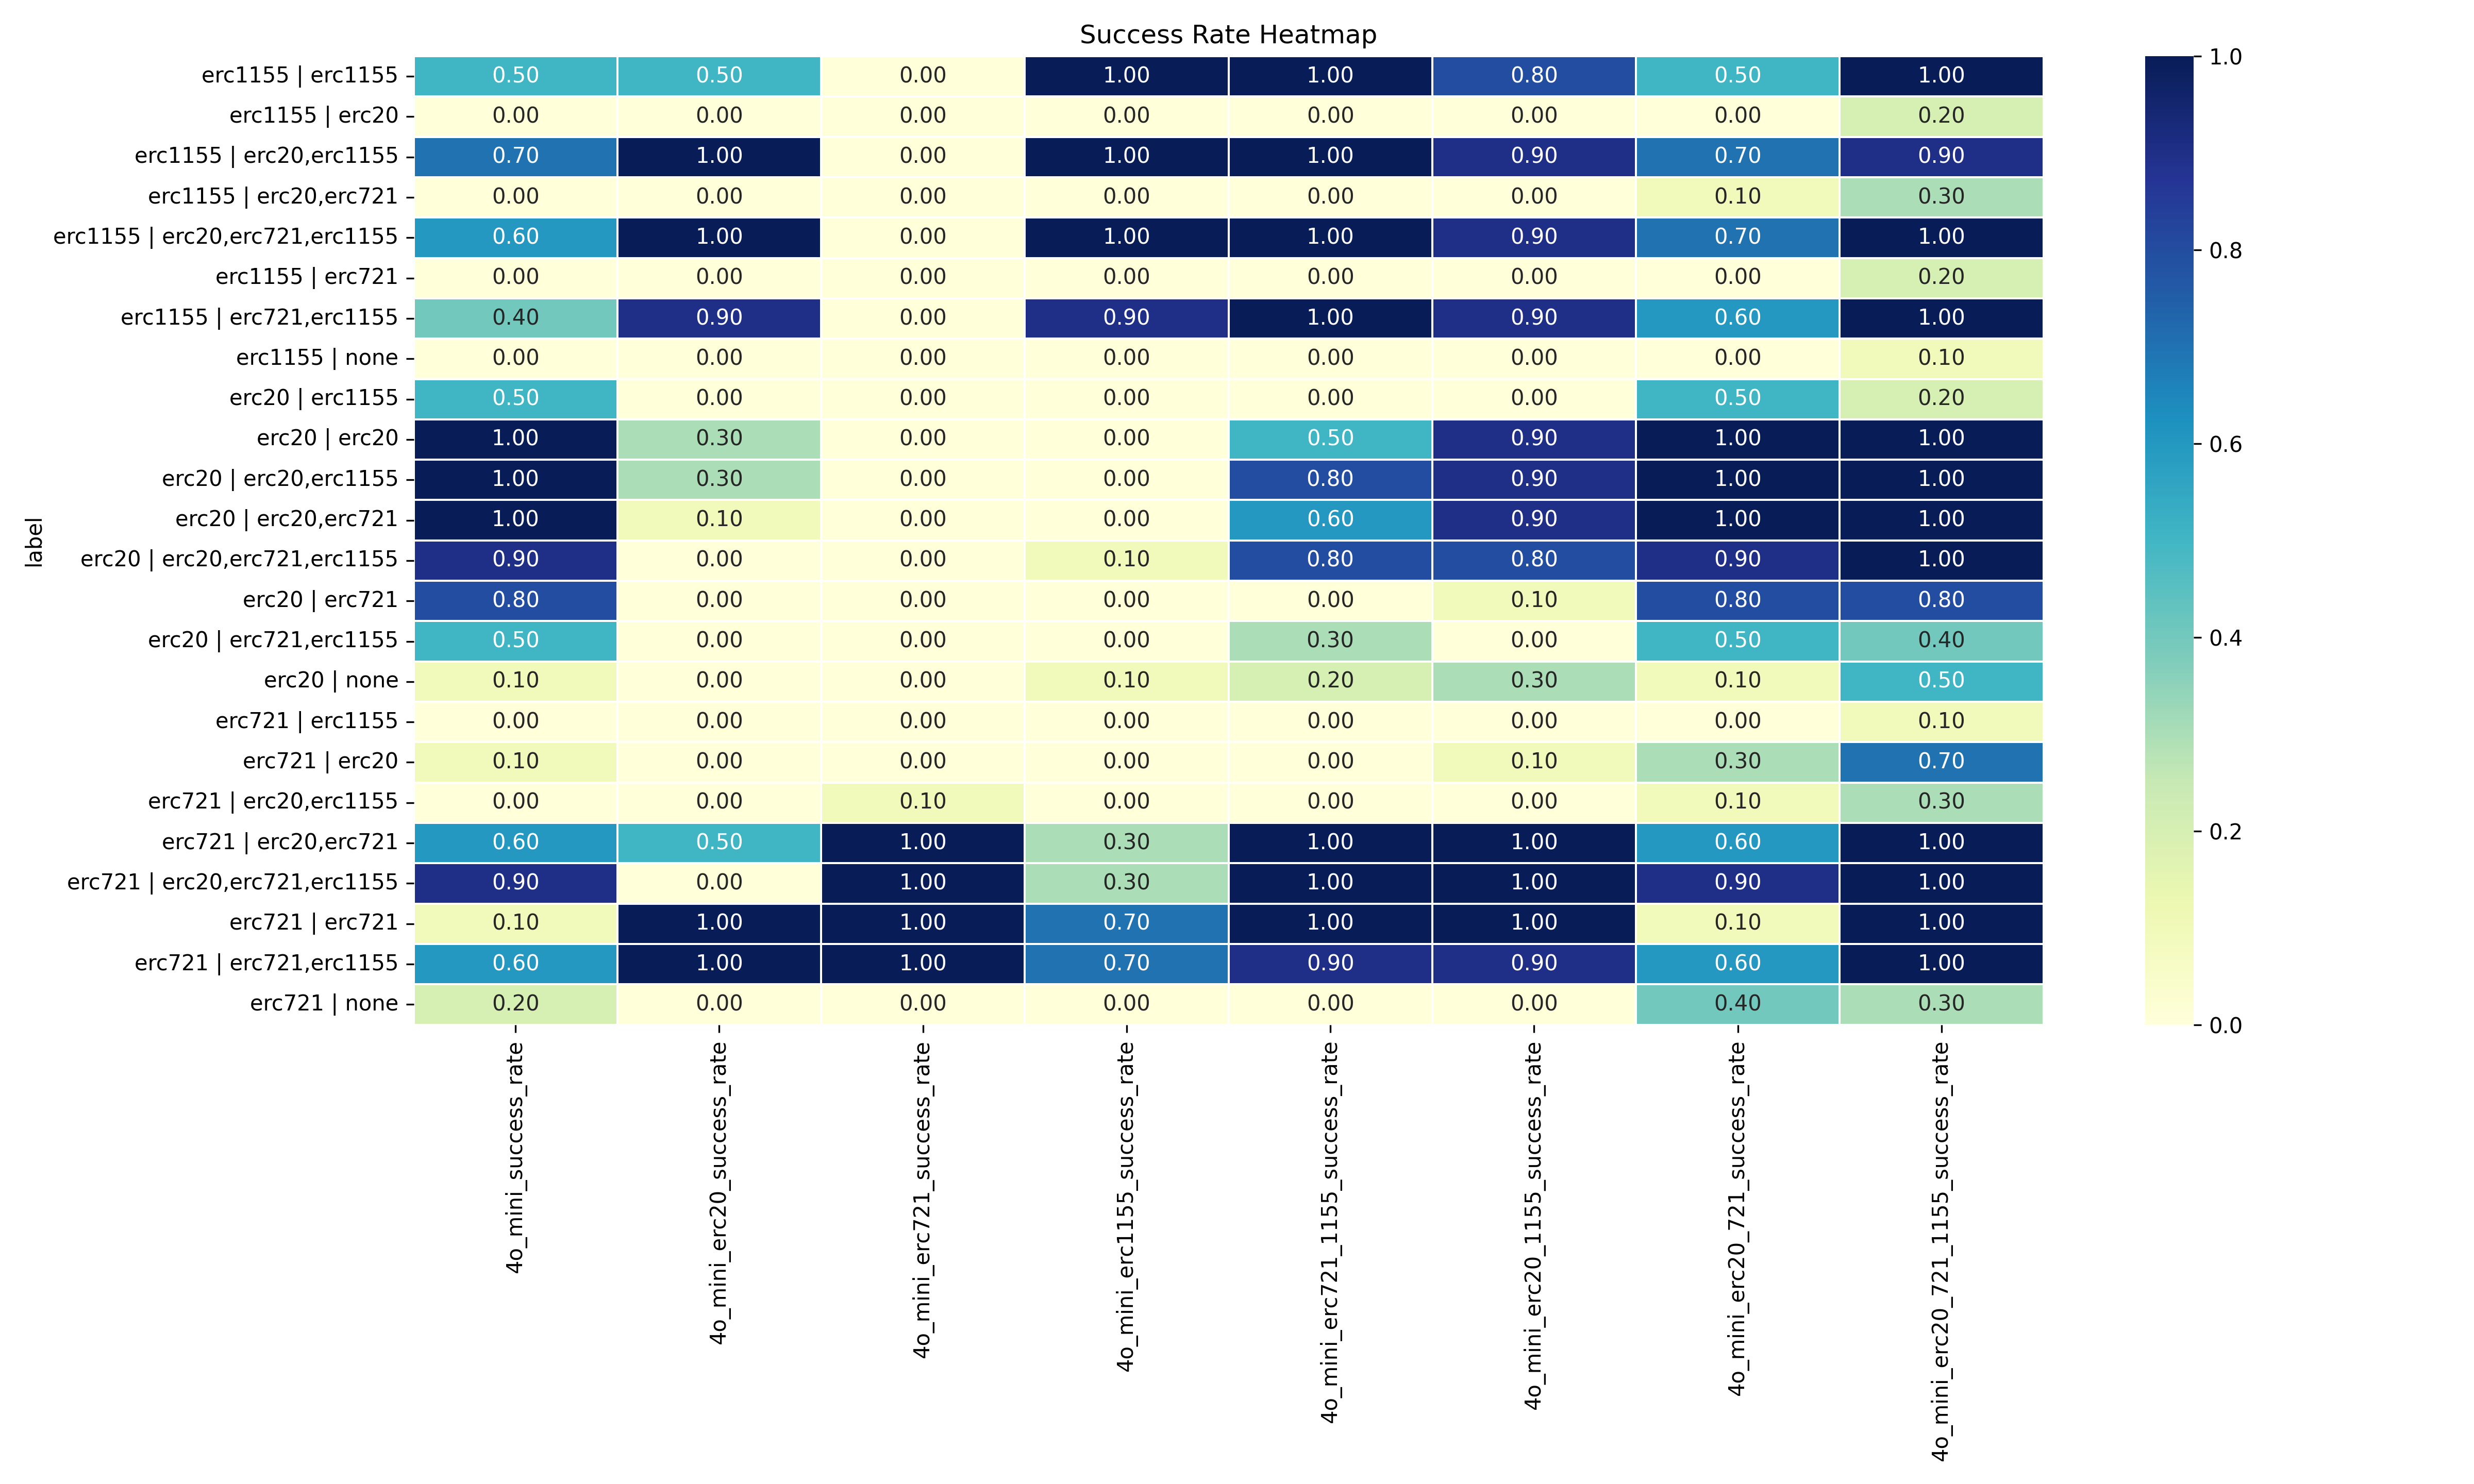 Success Rate Heatmap
erc1155 | erc1155 0.50 0.50 0.00 1.00 1.00 0.80 0.50 1.00
erc1155 | erc20 0.00 0.00 0.00 0.00 0.00 0.00 0.00 0.20
erc1155 | erc20,erc1155 0.70 1.00 0.00 1.00 1.00 0.90 0.70 0.90
erc1155 | erc20,erc721 0.00 0.00 0.00 0.00 0.00 0.00 0.10 0.30
erc1155 | erc20,erc721,erc1155 0.60 1.00 0.00 1.00 1.00 0.90 0.70 1.00
erc1155 | erc721 0.00 0.00 0.00 0.00 0.00 0.00 0.00 0.20
erc1155 | erc721,erc1155 0.40 0.90 0.00 0.90 1.00 0.90 0.60 1.00
erc1155 | none 0.00 0.00 0.00 0.00 0.00 0.00 0.00 0.10
erc20 | erc1155 0.50 0.00 0.00 0.00 0.00 0.00 0.50 0.20
erc20 | erc20 1.00 0.30 0.00 0.00 0.50 0.90 1.00 1.00
erc20 | erc20,erc1155 1.00 0.30 0.00 0.00 0.80 0.90 1.00 1.00
erc20 | erc20,erc721 1.00 0.10 0.00 0.00 0.60 0.90 1.00 1.00
erc20 | erc20,erc721,erc1155 0.90 0.00 0.00 0.10 0.80 0.80 0.90 1.00
erc20 | erc721 0.80 0.00 0.00 0.00 0.00 0.10 0.80 0.80
erc20 | erc721,erc1155 0.50 0.00 0.00 0.00 0.30 0.00 0.50 0.40
erc20 | none 0.10 0.00 0.00 0.10 0.20 0.30 0.10 0.50
erc721 | erc1155 0.00 0.00 0.00 0.00 0.00 0.00 0.00 0.10
erc721 | erc20 0.10 0.00 0.00 0.00 0.00 0.10 0.30 0.70
erc721 | erc20,erc1155 0.00 0.00 0.10 0.00 0.00 0.00 0.10 0.30
erc721 | erc20,erc721 0.60 0.50 1.00 0.30 1.00 1.00 0.60 1.00
erc721 | erc20,erc721,erc1155 0.90 0.00 1.00 0.30 1.00 1.00 0.90 1.00
erc721 | erc721 0.10 1.00 1.00 0.70 1.00 1.00 0.10 1.00
erc721 | erc721,erc1155 0.60 1.00 1.00 0.70 0.90 0.90 0.60 1.00
erc721 | none 0.20 0.00 0.00 0.00 0.00 0.00 0.40 0.30
label
4o_mini_success_rate
4o_mini_erc20_success_rate
4o_mini_erc721_success_rate
4o_mini_erc1155_success_rate
4o_mini_erc721_1155_success_rate
4o_mini_erc20_1155_success_rate
4o_mini_erc20_721_success_rate
4o_mini_erc20_721_1155_success_rate
1.0
0.8
0.6
0.4
0.2
0.0